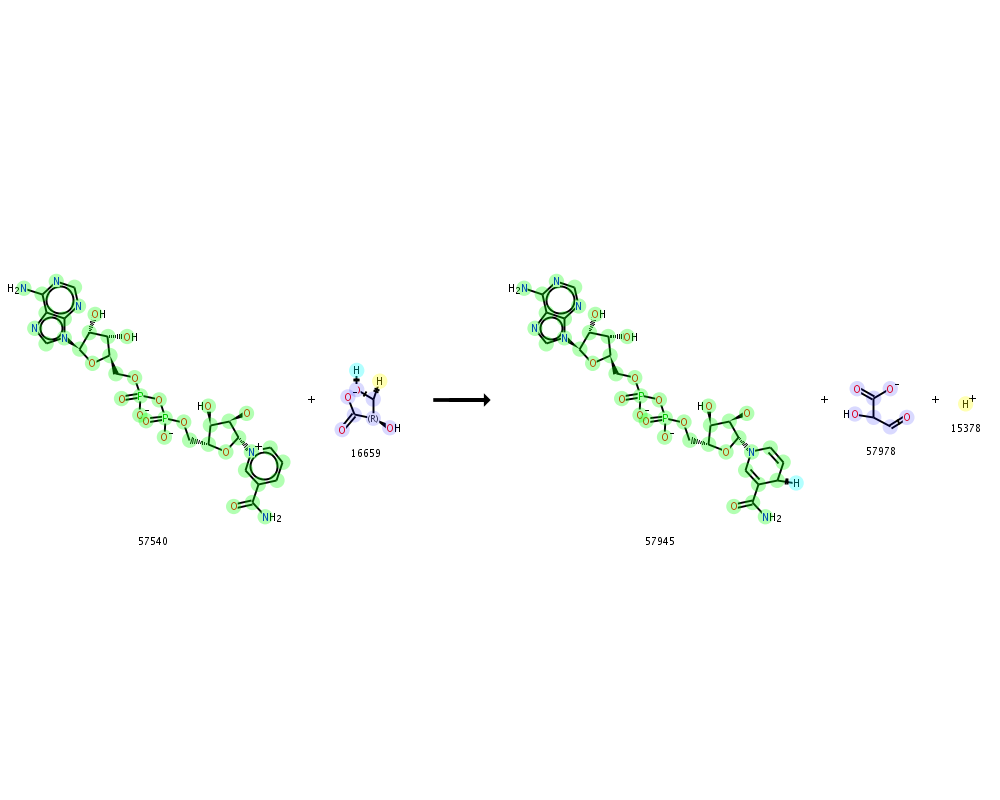 H2N N N N N OH OH O O P O O- O O P O O- O HO O O N+ O NH2
57540
+
H H O- O (R) OH
16659
H2N N N N N OH OH O O P O O- O O P O O- O HO O O N H O NH2
57945
+
O O- HO O
57978
+
H+
15378